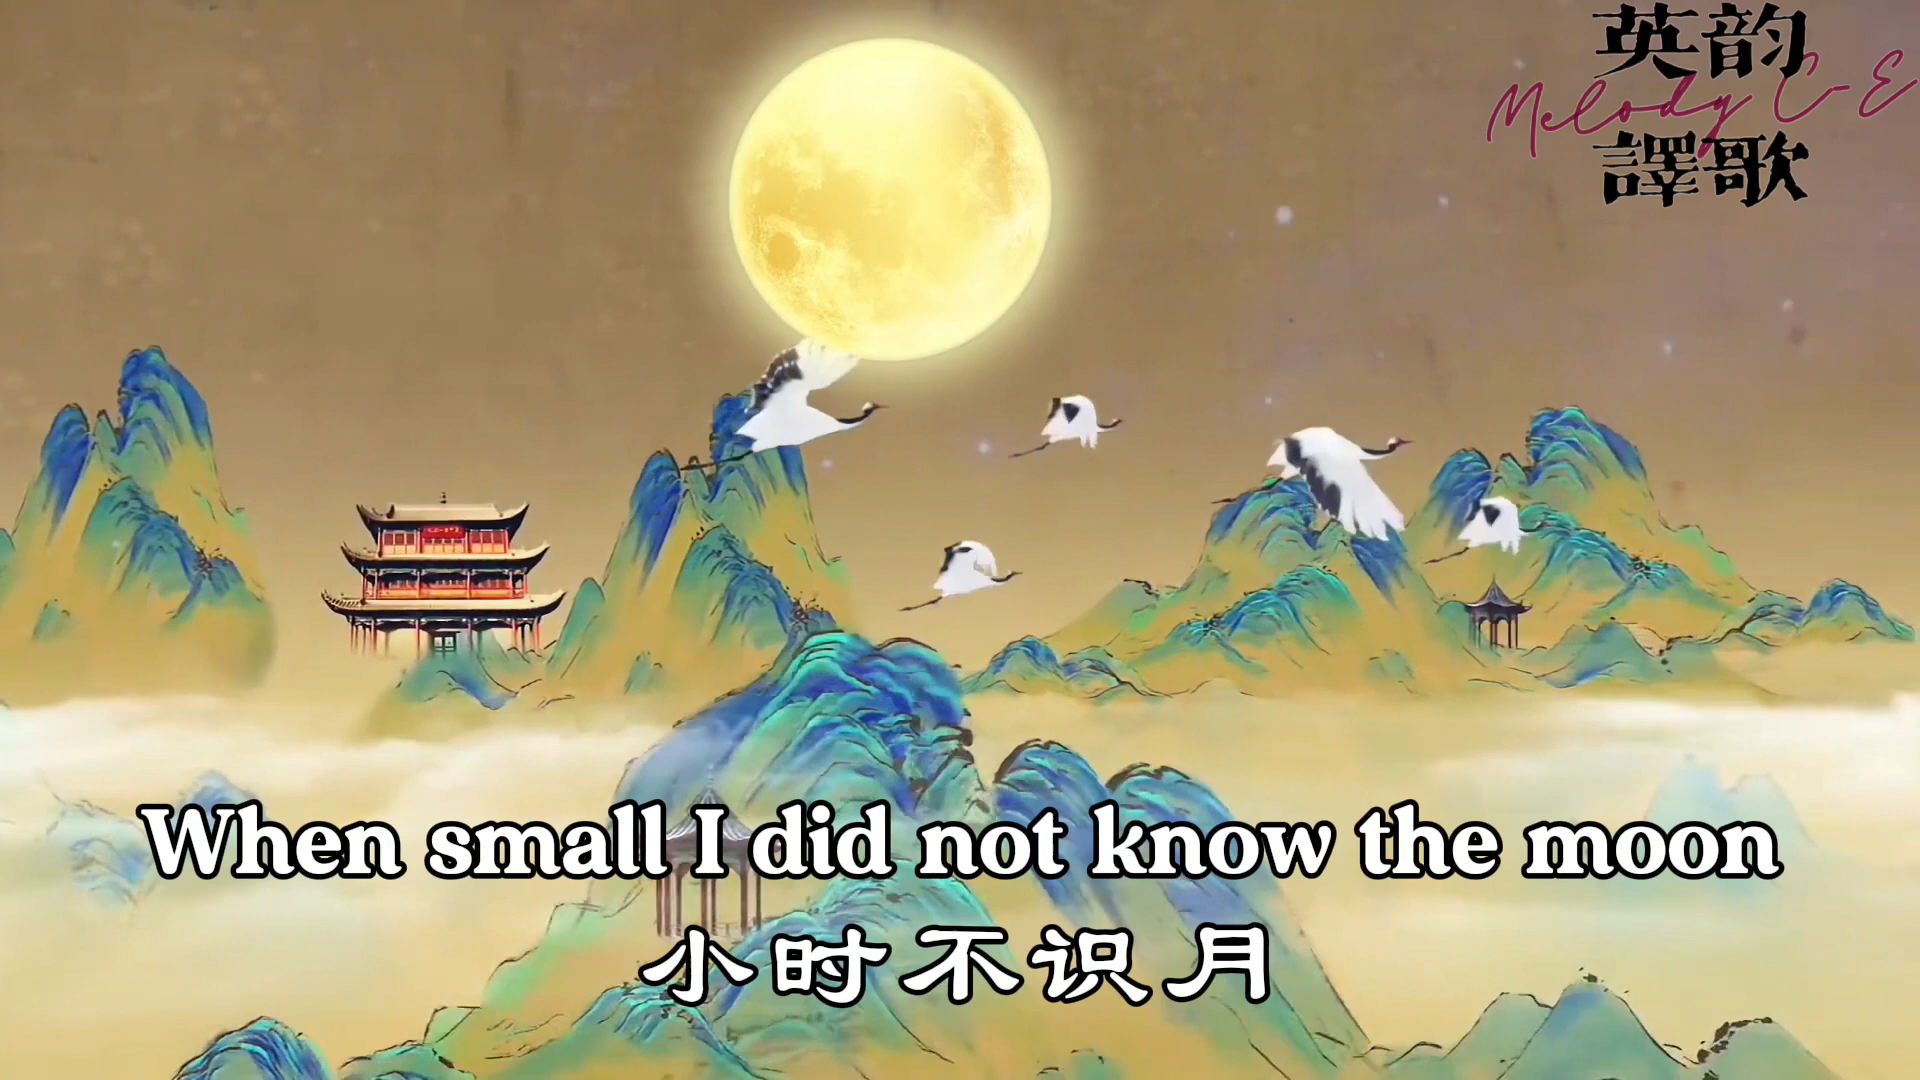 英韵
Melody C-E
譯歌
When small I did not know the moon
小时不识月